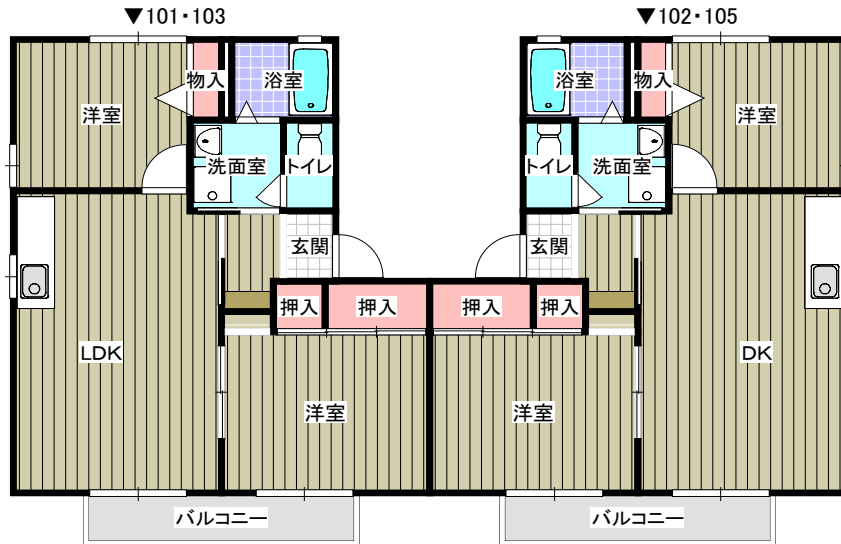 ▼101・103
▼102・105
物入
浴室
浴室
物入
洋室
洋室
洗面室
トイレ
トイレ
洗面室
玄関
玄関
押入
押入
押入
押入
LDK
DK
洋室
洋室
バルコニー
バルコニー